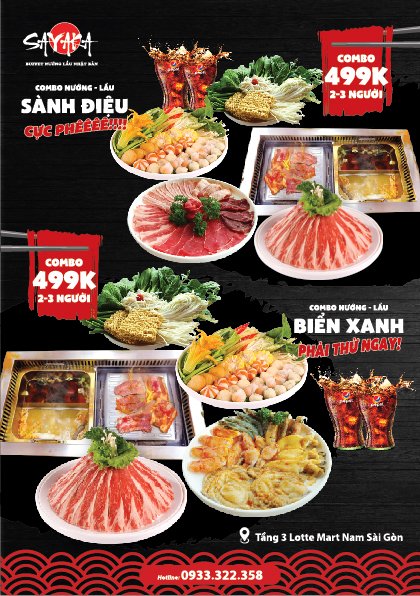 SAYAKA
BUFFET NƯỚNG LẨU NHẬT BẢN
COMBO
499K
2-3 NGƯỜI
COMBO NƯỚNG - LẨU
SÀNH ĐIỆU
CỰC PHÊÊÊÊ!!!!
COMBO
499K
2-3 NGƯỜI
COMBO NƯỚNG - LẨU
BIỂN XANH
PHẢI THỬ NGAY!
Tầng 3 Lotte Mart Nam Sài Gòn
Hotline: 0933.322.358